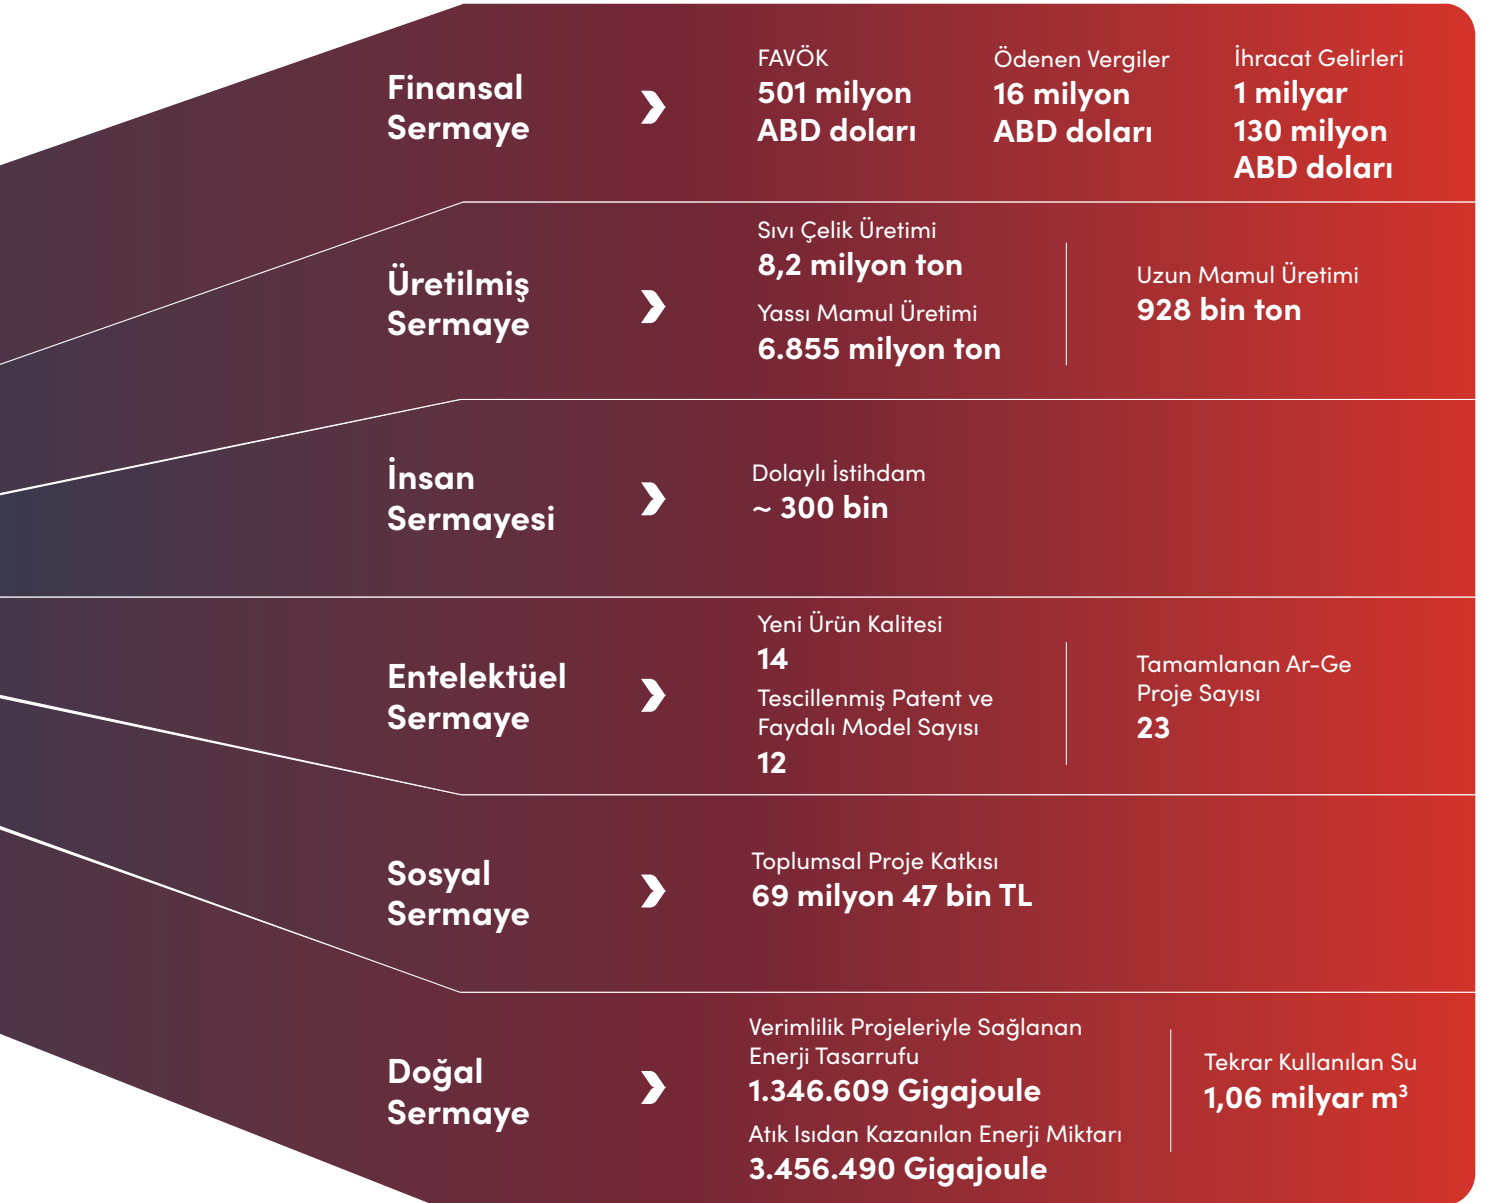 Finansal
Sermaye
FAVÖK
501 milyon
ABD doları
Ödenen Vergiler
16 milyon
ABD doları
İhracat Gelirleri
1 milyar
130 milyon
ABD doları
Üretilmiş
Sermaye
Sıvı Çelik Üretimi
8,2 milyon ton
Yassı Mamul Üretimi
6.855 milyon ton
Uzun Mamul Üretimi
928 bin ton
İnsan
Sermayesi
Dolaylı İstihdam
~ 300 bin
Entelektüel
Sermaye
Yeni Ürün Kalitesi
14
Tescillenmiş Patent ve
Faydalı Model Sayısı
12
Tamamlanan Ar-Ge
Proje Sayısı
23
Sosyal
Sermaye
Toplumsal Proje Katkısı
69 milyon 47 bin TL
Doğal
Sermaye
Verimlilik Projeleriyle Sağlanan
Enerji Tasarrufu
1.346.609 Gigajoule
Atık Isıdan Kazanılan Enerji Miktarı
3.456.490 Gigajoule
Tekrar Kullanılan Su
1,06 milyar m³